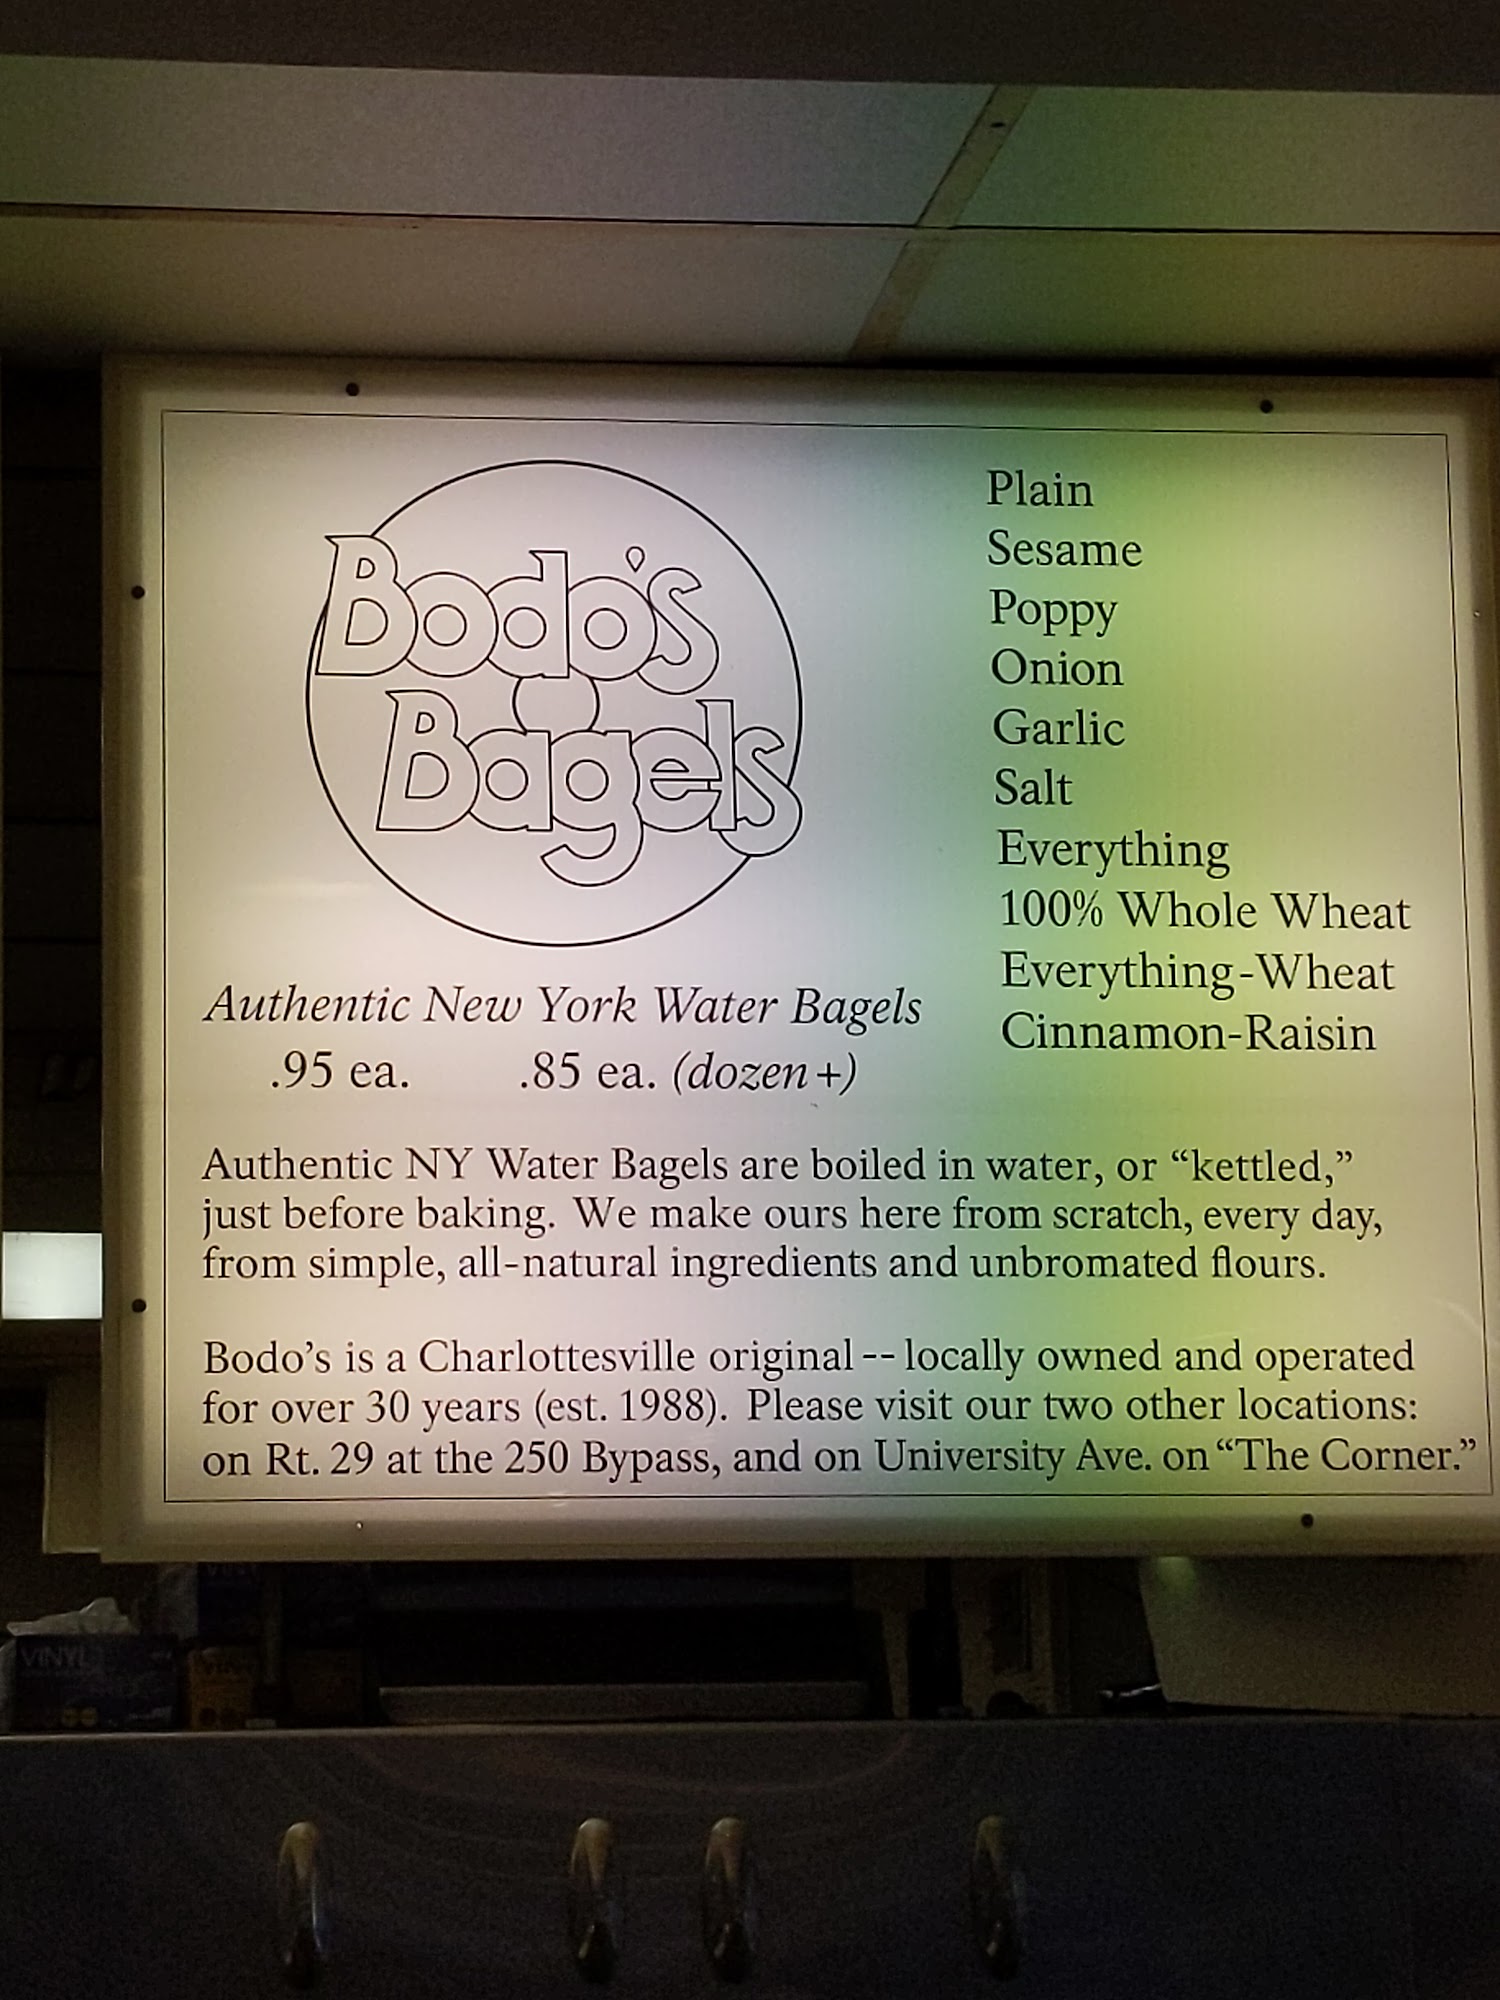 Bodo's
Bagels
Authentic New York Water Bagels
.95 ea. .85 ea. (dozen+)
Plain
Sesame
Poppy
Onion
Garlic
Salt
Everything
100% Whole Wheat
Everything-Wheat
Cinnamon-Raisin
Authentic NY Water Bagels are boiled in water, or “kettled,”
just before baking. We make ours here from scratch, every day,
from simple, all-natural ingredients and unbromated flours.
Bodo’s is a Charlottesville original -- locally owned and operated
for over 30 years (est. 1988). Please visit our two other locations:
on Rt. 29 at the 250 Bypass, and on University Ave. on “The Corner.”
VINYL